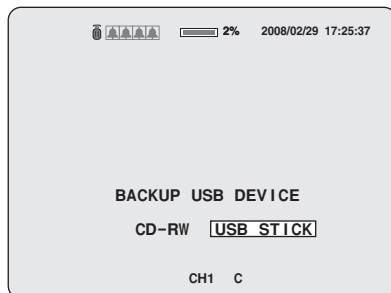 2% 2008/02/29 17:25:37
BACKUP USB DEVICE
CD-RW USB STICK
CH1 C